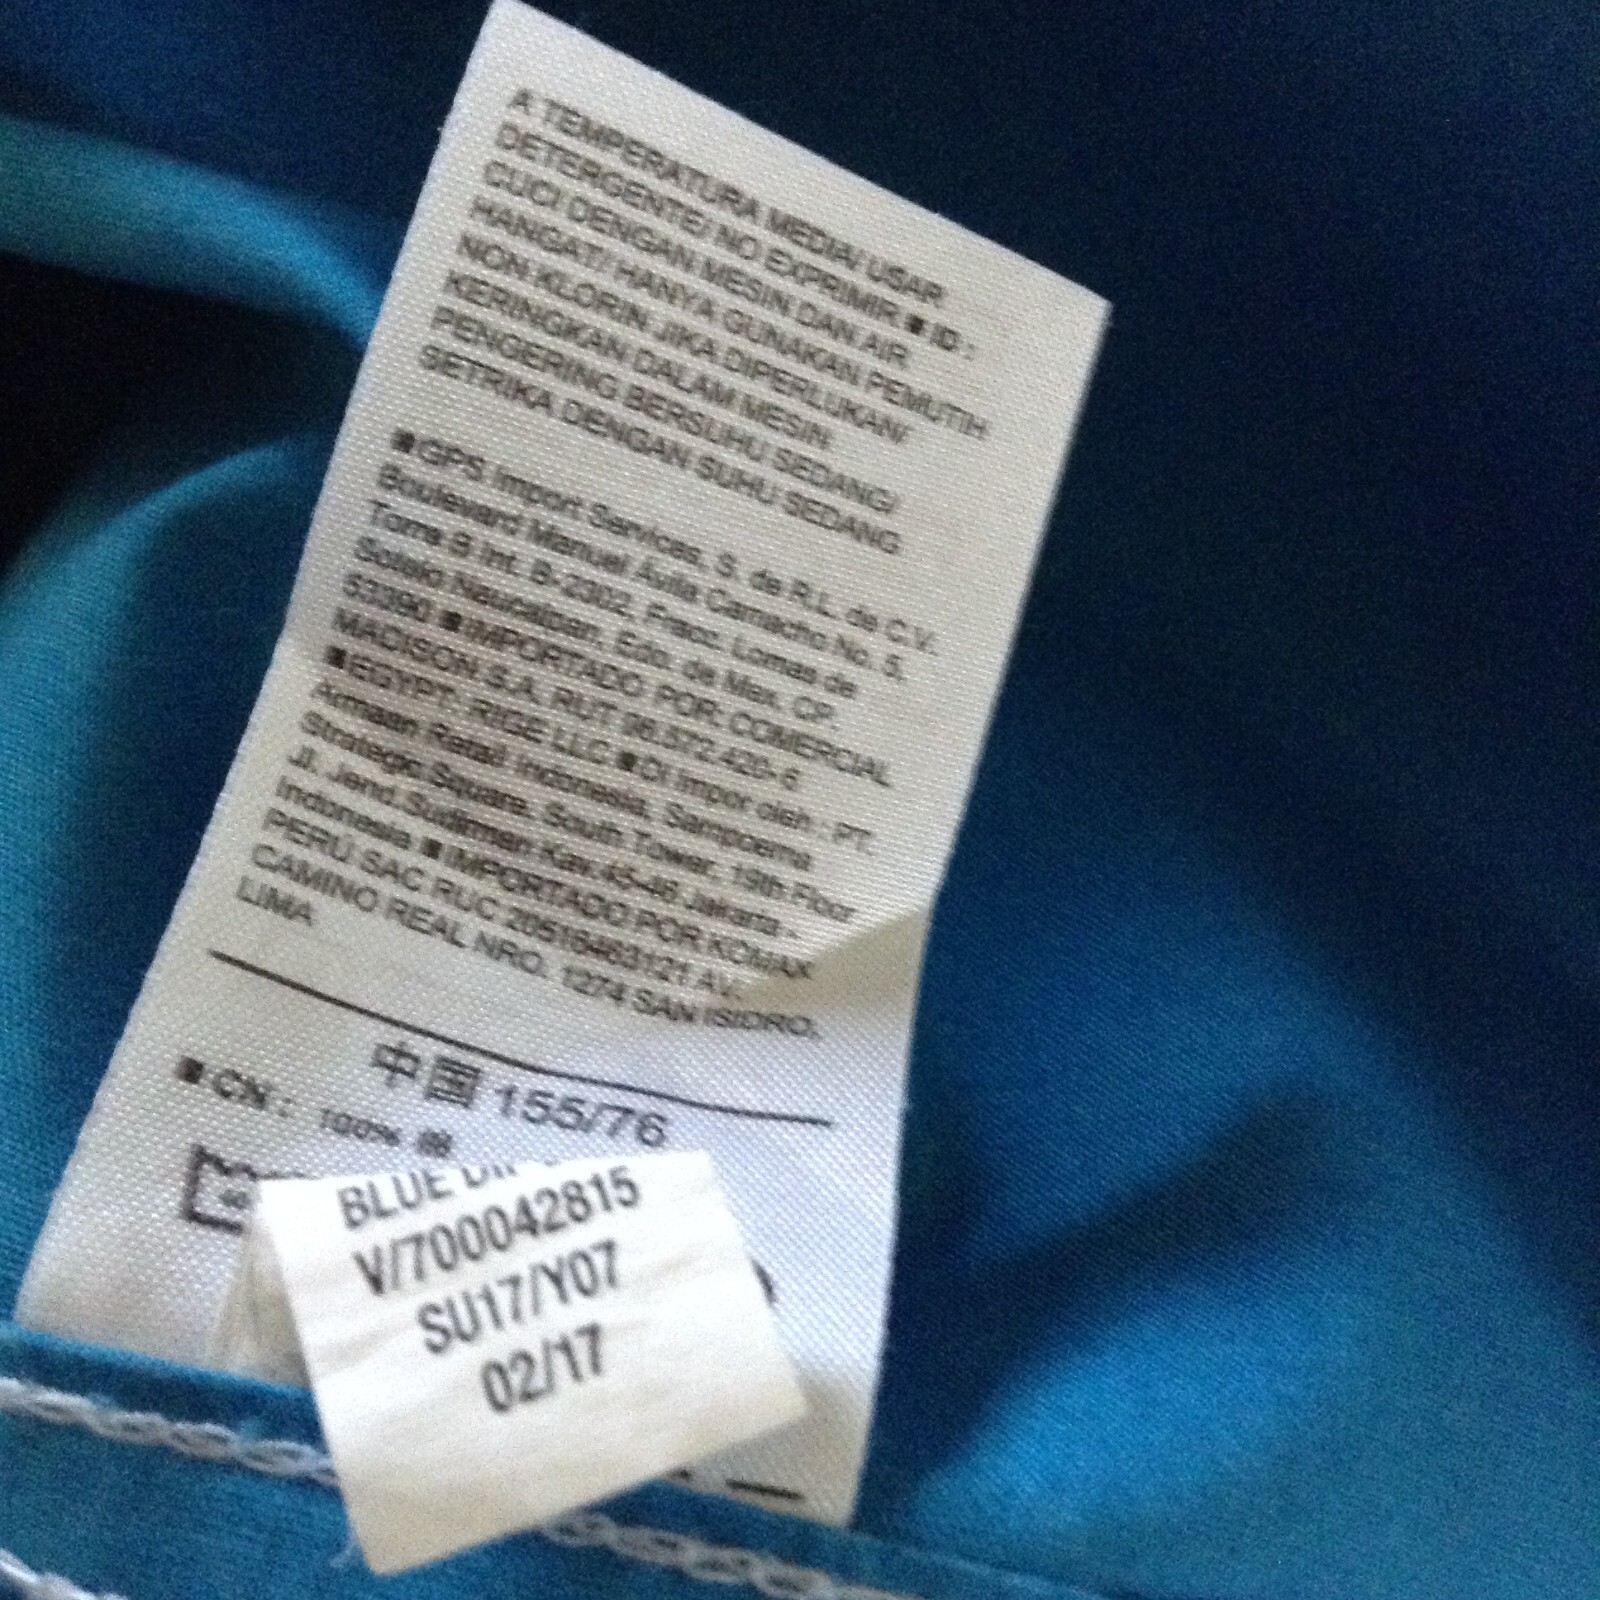 A TEMPERATURA MEDIA/ USAR
DETERGENTE/ NO EXPRIMIR ■ ID :
CUCI DENGAN MESIN DAN AIR
HANGAT/ HANYA GUNAKAN PEMUTIH
NON KLORIN JIKA DIPERLUKAN/
KERINGKAN DALAM MESIN
PENGERING BERSUHU SEDANG/
SETRIKA DENGAN SUHU SEDANG
■GPS Import Services, S. de R.L. de C.V.
Boulevard Manuel Ávila Camacho No. 5,
Torre B Int. B-2302, Fracc. Lomas de
Sotelo Naucalpan, Edo. de Mex. CP.
53390 ■IMPORTADO POR: COMERCIAL
MADISON S.A. RUT 96.572.420-6
■EGYPT: RIGE LLC ■Di impor oleh : PT.
Amaan Retail Indonesia, Sampoerna
Strategic Square, South Tower, 19th Floor
Jl. Jend.Sudirman Kav.45-46 Jakarta -
Indonesia ■IMPORTADO POR KOMAX
PERÚ SAC RUC 20516463121 AV.
CAMINO REAL NRO. 1274 SAN ISIDRO,
LIMA
中国 155/76
■ CN : 100% 棉
BLUE
V/700042815
SU17/Y07
02/17